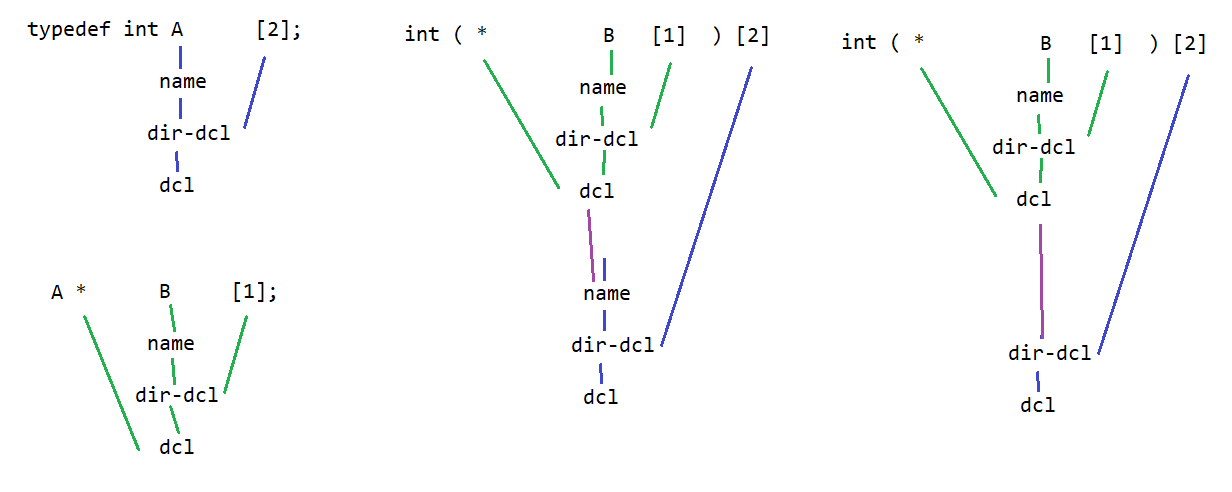 typedef int A [2];
name
dir-dcl
dcl
A * B [1];
name
dir-dcl
dcl
int ( * B [1] ) [2]
name
dir-dcl
dcl
name
dir-dcl
dcl
int ( * B [1] ) [2]
name
dir-dcl
dcl
dir-dcl
dcl